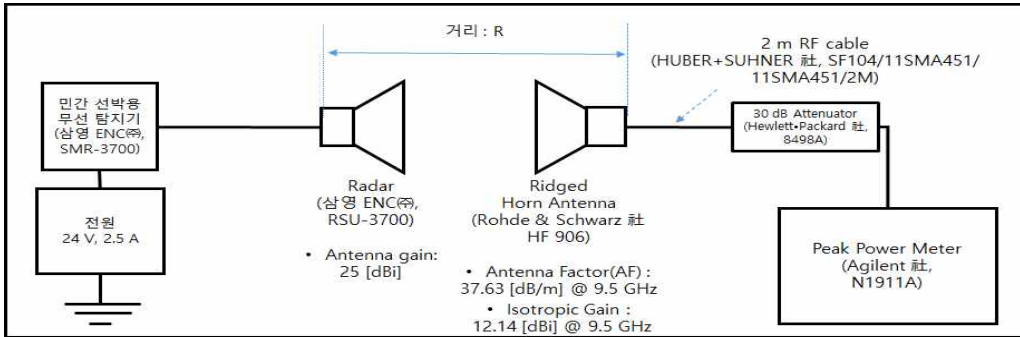 거리 : R
2 m RF cable
(HUBER+SUHNER 社, SF104/11SMA451/
11SMA451/2M)
민간 선박용
무선 탐지기
(삼영 ENC㈜,
SMR-3700)
30 dB Attenuator
(Hewlett•Packard 社,
8498A)
전원
24 V, 2.5 A
Radar
(삼영 ENC㈜,
RSU-3700)
• Antenna gain:
25 [dBi]
Ridged
Horn Antenna
(Rohde & Schwarz 社
HF 906)
• Antenna Factor(AF) :
37.63 [dB/m] @ 9.5 GHz
• Isotropic Gain :
12.14 [dBi] @ 9.5 GHz
Peak Power Meter
(Agilent 社,
N1911A)